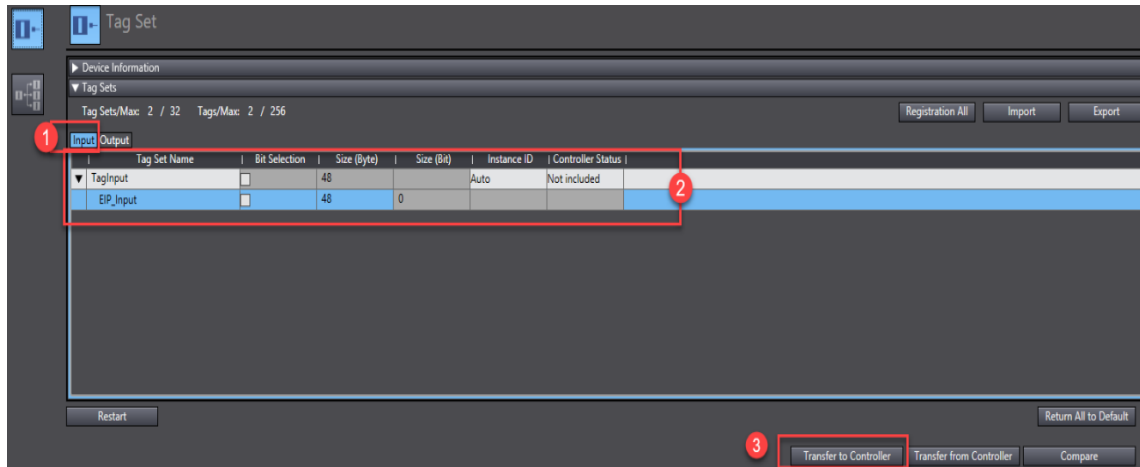 Tag Set
Device Information
Tag Sets
Tag Sets/Max: 2 / 32 Tags/Max: 2 / 256
Registration All Import Export
1
Input Output
Tag Set Name | Bit Selection | Size (Byte) | Size (Bit) | Instance ID | Controller Status |
TagInput 48 Auto Not included
2
EIP_Input 48 0
Restart Return All to Default
3
Transfer to Controller Transfer from Controller Compare